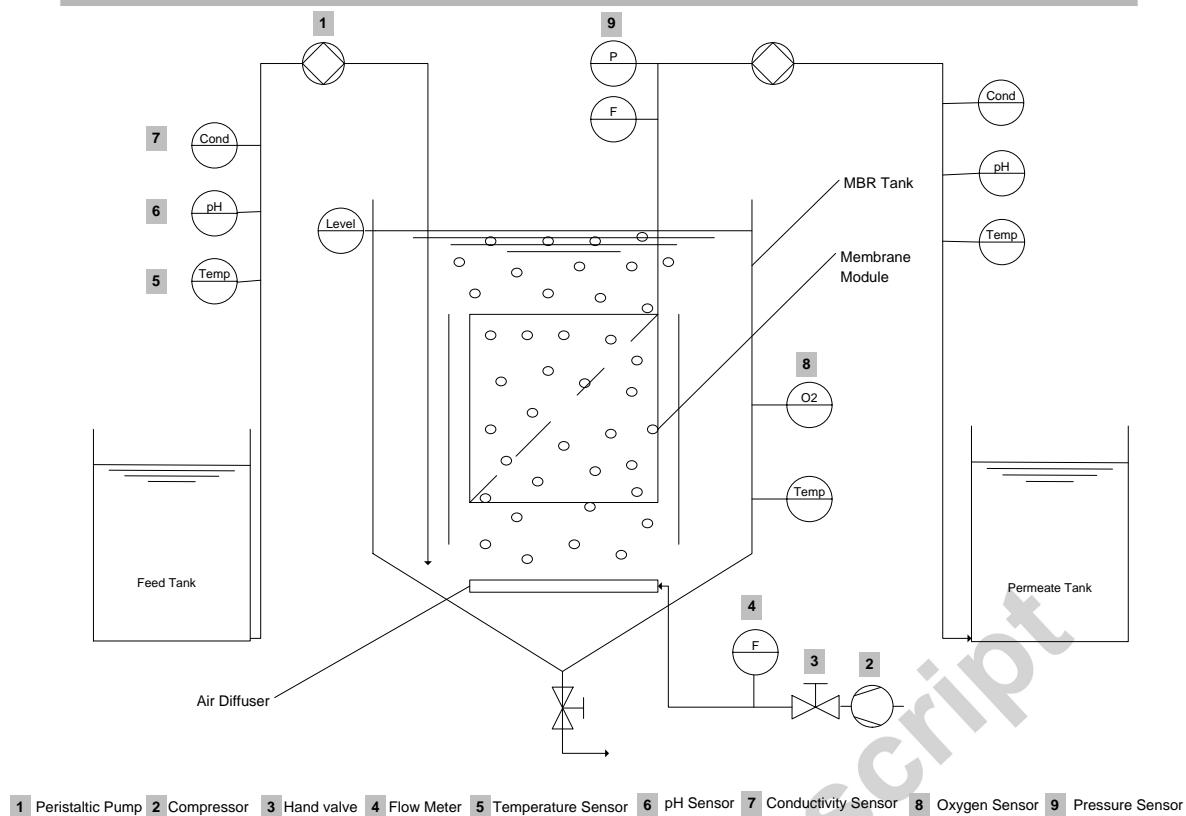 1
9
P
F
Cond
7
Cond
6
pH
5
Temp
Level
MBR Tank
Membrane
Module
pH
Temp
8
O2
Temp
Feed Tank
Permeate Tank
4
F
3
2
Air Diffuser
script
1 Peristaltic Pump 2 Compressor 3 Hand valve 4 Flow Meter 5 Temperature Sensor 6 pH Sensor 7 Conductivity Sensor 8 Oxygen Sensor 9 Pressure Sensor